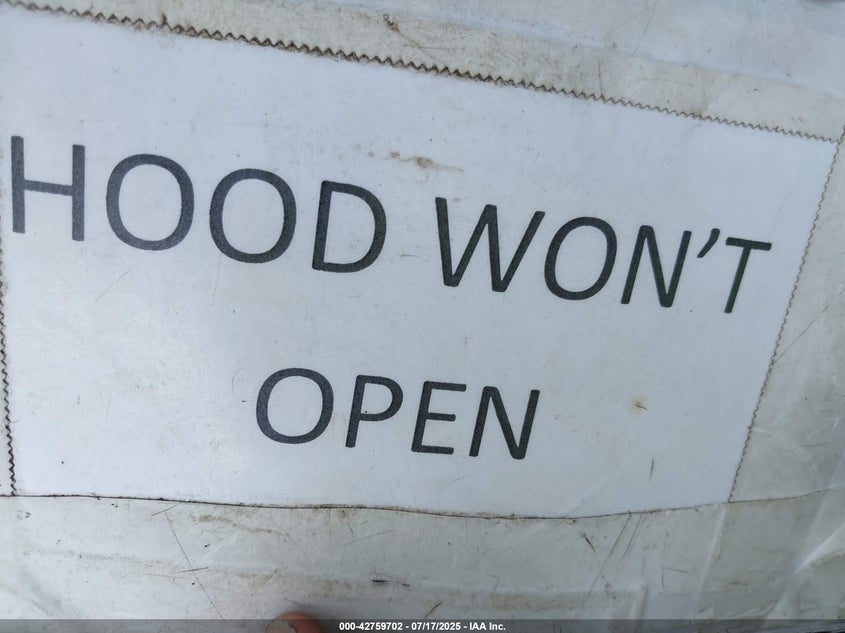 HOOD WON'T
OPEN
000-42759702 - 07/17/2025 - IAA Inc.